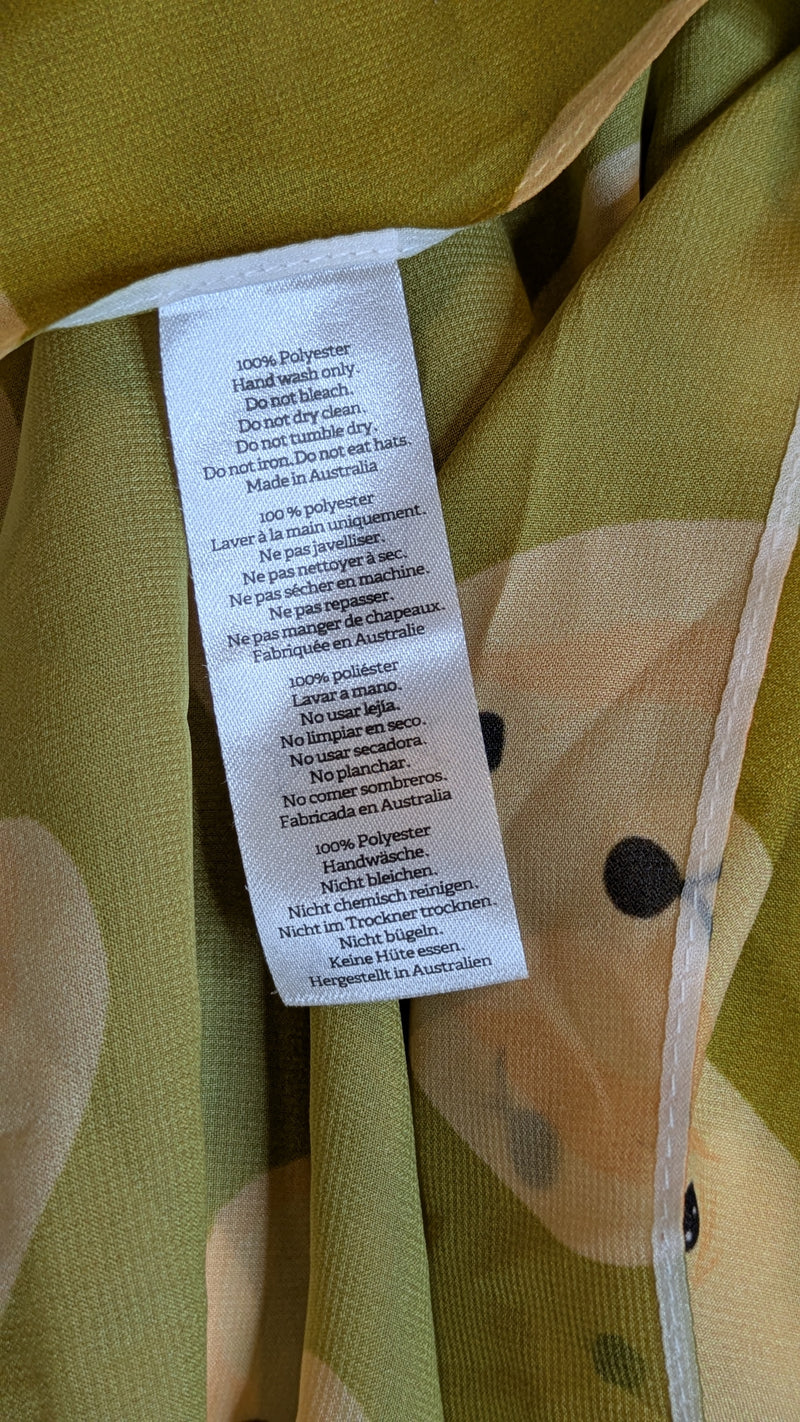 100% Polyester
Hand wash only.
Do not bleach.
Do not dry clean.
Do not tumble dry.
Do not iron.Do not eat hats.
Made in Australia
100 % polyester
Laver à la main uniquement.
Ne pas javelliser.
Ne pas nettoyer à sec.
Ne pas sécher en machine.
Ne pas repasser.
Ne pas manger de chapeaux.
Fabriquée en Australie
100% poliéster
Lavar a mano.
No usar lejía.
No limpiar en seco.
No usar secadora.
No planchar.
No comer sombreros.
Fabricada en Australia
100% Polyester
Handwäsche.
Nicht bleichen.
Nicht chemisch reinigen.
Nicht im Trockner trocknen.
Nicht bügeln.
Keine Hüte essen.
Hergestellt in Australien